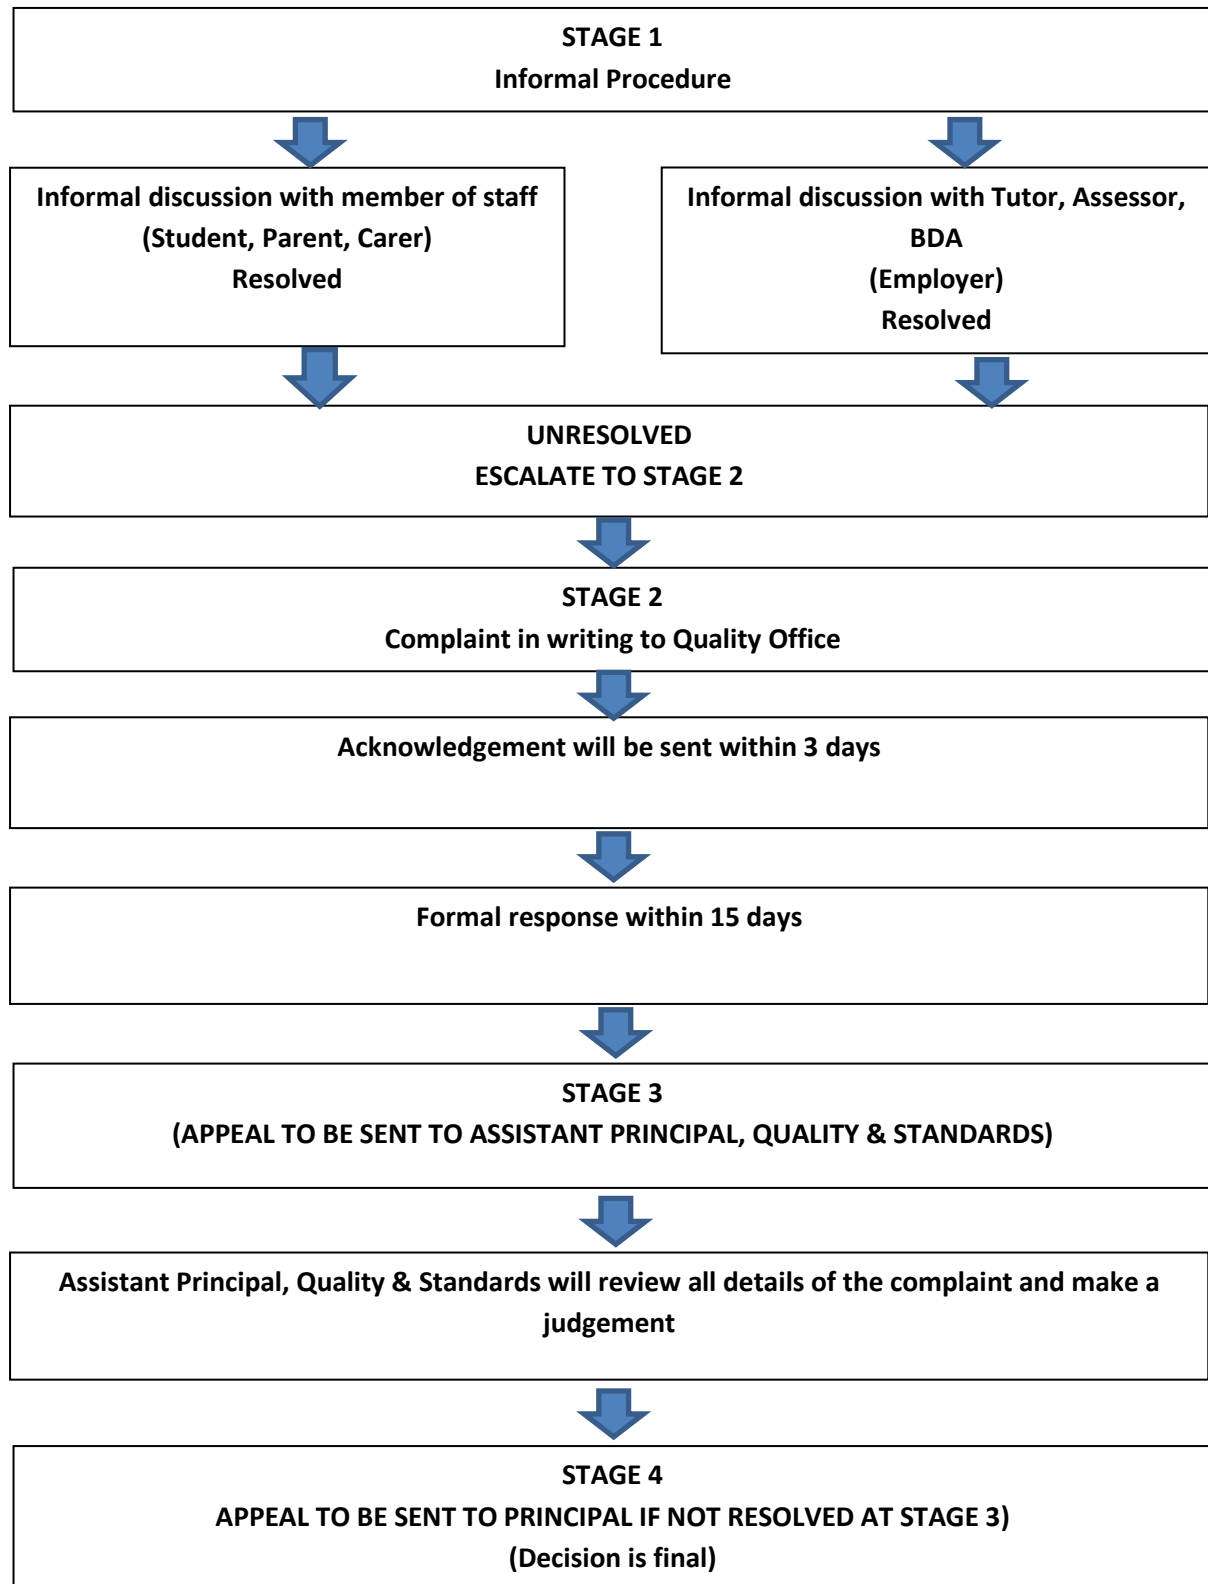 STAGE 1
Informal Procedure
Informal discussion with member of staff
(Student, Parent, Carer)
Resolved
Informal discussion with Tutor, Assessor,
BDA
(Employer)
Resolved
UNRESOLVED
ESCALATE TO STAGE 2
STAGE 2
Complaint in writing to Quality Office
Acknowledgement will be sent within 3 days
Formal response within 15 days
STAGE 3
(APPEAL TO BE SENT TO ASSISTANT PRINCIPAL, QUALITY & STANDARDS)
Assistant Principal, Quality & Standards will review all details of the complaint and make a
judgement
STAGE 4
APPEAL TO BE SENT TO PRINCIPAL IF NOT RESOLVED AT STAGE 3)
(Decision is final)